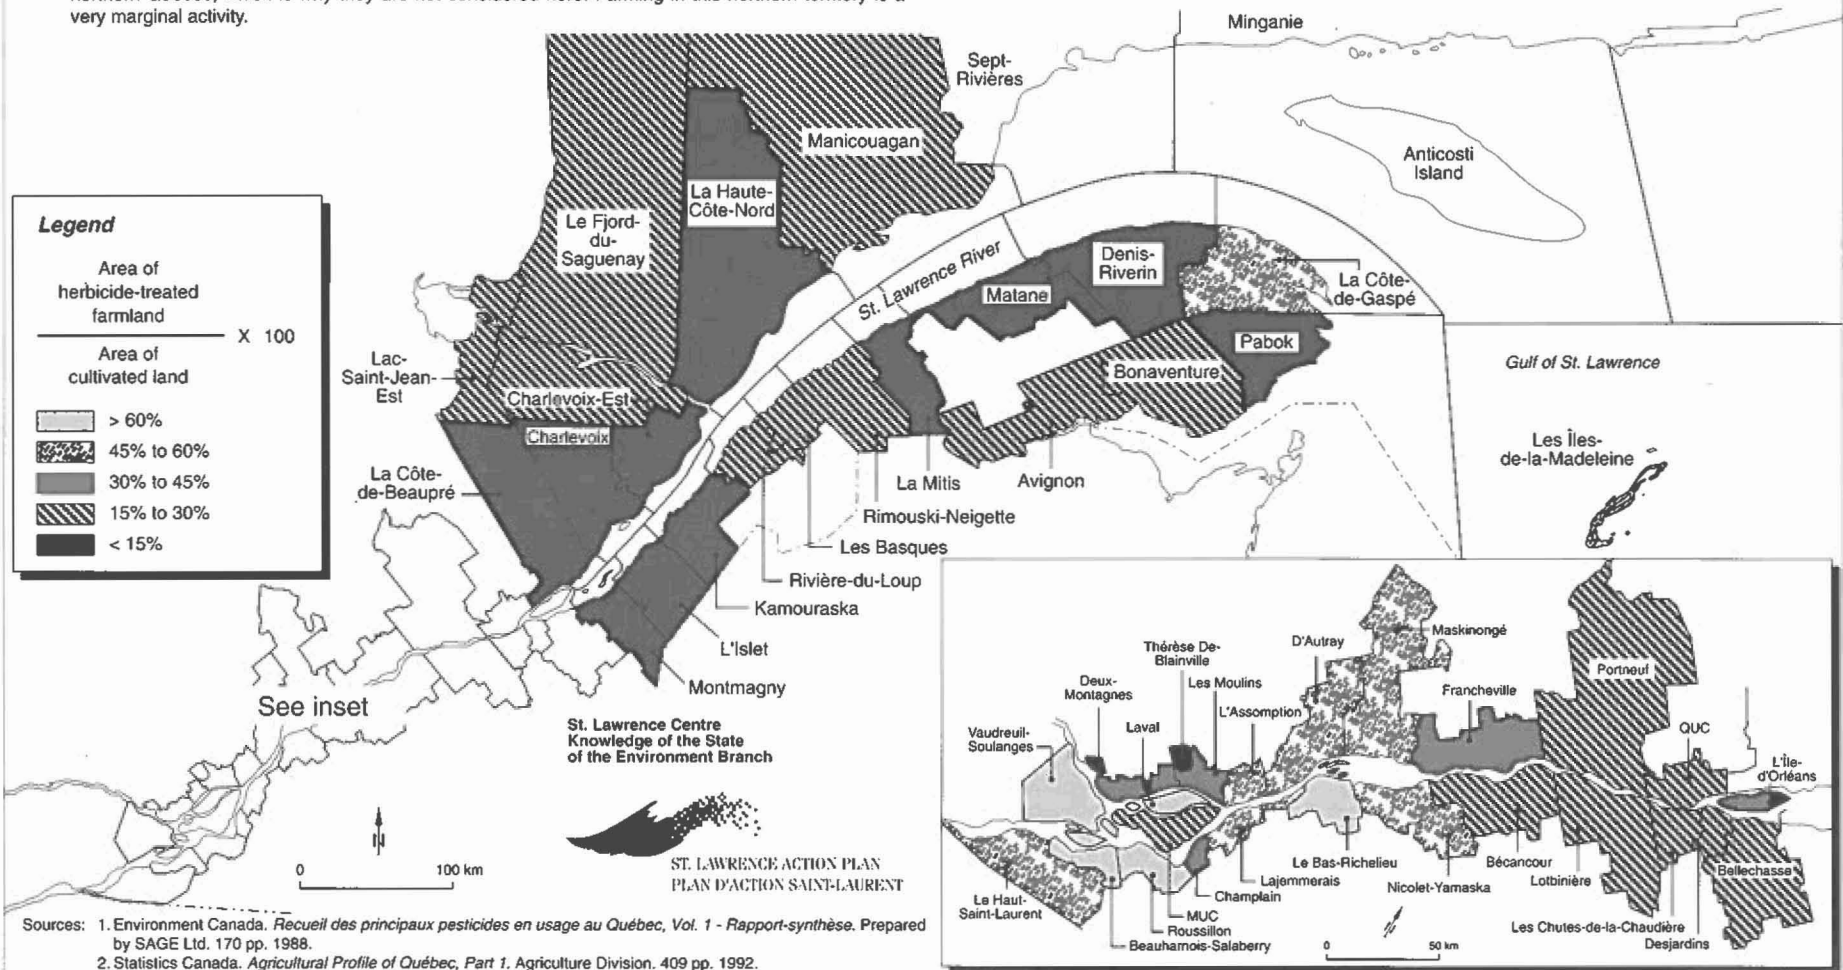 very marginal activity.
Minganie
Sept-
Rivières
Manicouagan
Anticosti
Island
La Haute-
Côte-Nord
Le Fjord-
du-
Saguenay
Legend
Area of
herbicide-treated
farmland
X 100
Area of
cultivated land
> 60%
45% to 60%
30% to 45%
15% to 30%
< 15%
St. Lawrence River
Denis-
Riverin
Matane
La Côte-
de-Gaspé
Pabok
Bonaventure
Gulf of St. Lawrence
Les Îles-
de-la-Madeleine
Lac-
Saint-Jean-
Est
Charlevoix-Est
Charlevoix
La Côte-
de-Beaupré
La Mitis
Avignon
Rimouski-Neigette
Les Basques
Rivière-du-Loup
Kamouraska
L'Islet
Montmagny
See inset
St. Lawrence Centre
Knowledge of the State
of the Environment Branch
N
0 100 km
ST. LAWRENCE ACTION PLAN
PLAN D'ACTION SAINT-LAURENT
Maskinongé
D'Autray
Thérèse De-
Blainville
Portneuf
Deux-
Montagnes
Les Moulins
Francheville
L'Assomption
Vaudreuil-
Soulanges
Laval
QUC
L'Île-
d'Orléans
Le Haut-
Saint-Laurent
Le Bas-Richelieu
Bécancour
Bellechasse
Lajemmerais
Nicolet-Yamaska
Lotbinière
Champlain
MUC
Roussillon
Beauharnois-Salaberry
Les Chutes-de-la-Chaudière
Desjardins
0 50 km
Sources: 1. Environment Canada. Recueil des principaux pesticides en usage au Québec, Vol. 1 - Rapport-synthèse. Prepared
by SAGE Ltd. 170 pp. 1988.
2. Statistics Canada. Agricultural Profile of Québec, Part 1. Agriculture Division. 409 pp. 1992.